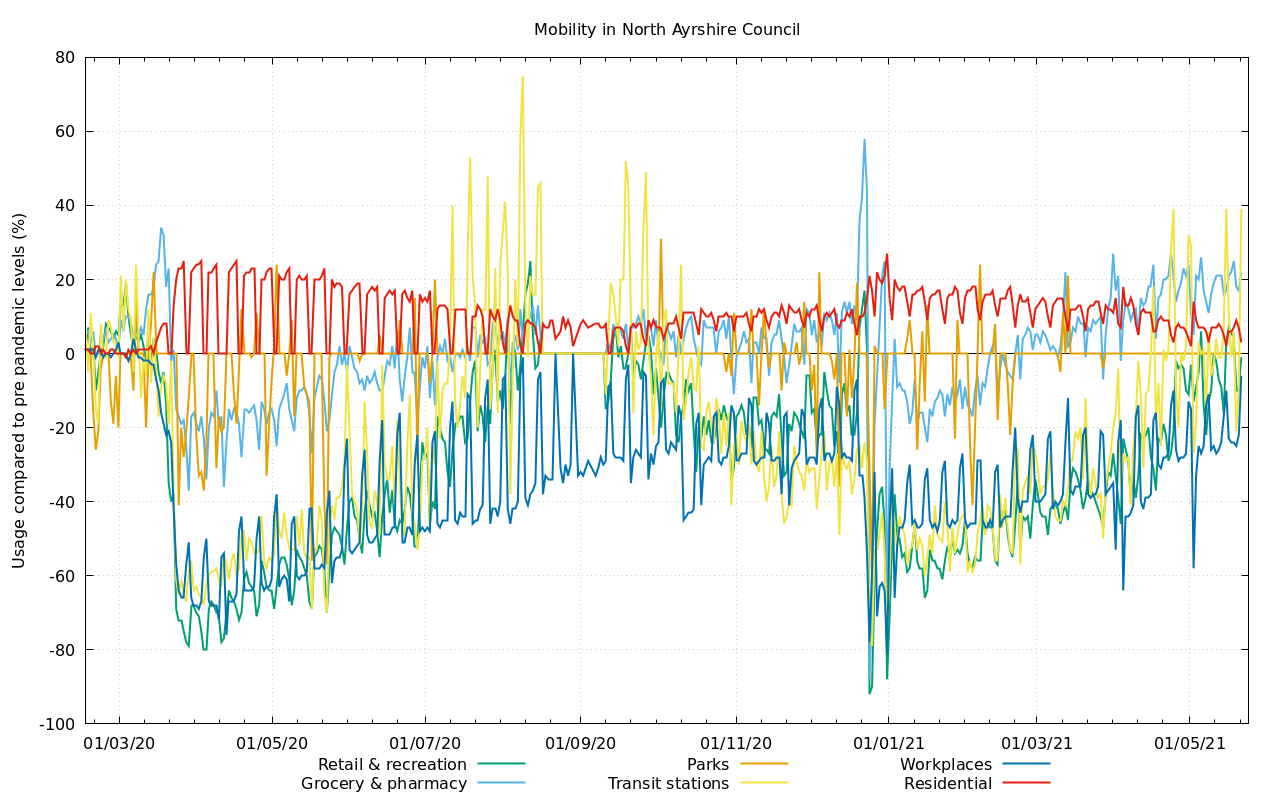 Mobility in North Ayrshire Council
Usage compared to pre pandemic levels (%)
80
60
40
20
0
-20
-40
-60
-80
-100
01/03/20 01/05/20 01/07/20 01/09/20 01/11/20 01/01/21 01/03/21 01/05/21
Retail & recreation Parks Workplaces
Grocery & pharmacy Transit stations Residential